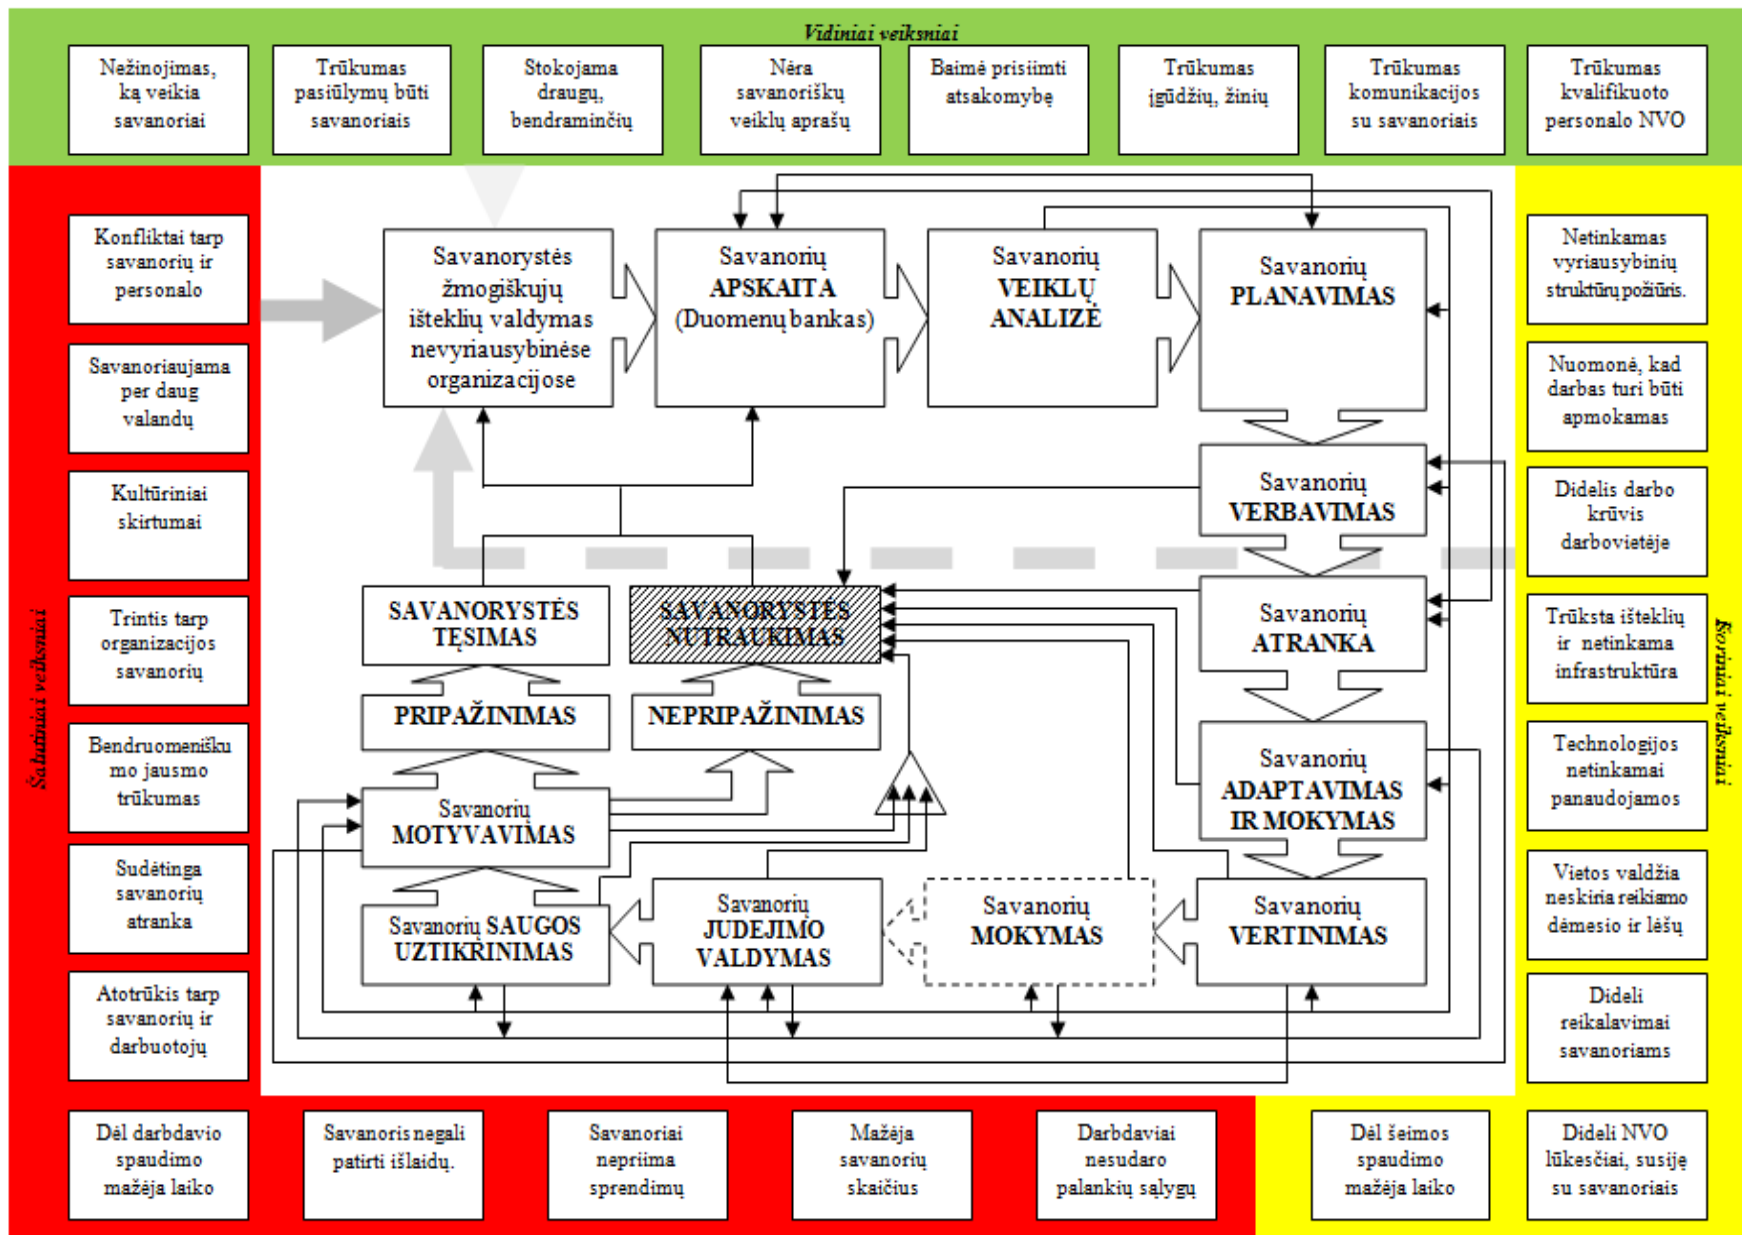 Vidiniai veiksniai
Nežinojimas,
ką veikia
savanoriai
Trūkumas
pasiūlymų būti
savanoriais
Stokojama
draugų,
bendraminčių
Nėra
savanoriškų
veiklų aprašų
Baimė prisiimti
atsakomybę
Trūkumas
įgūdžių, žinių
Trūkumas
komunikacijos
su savanoriais
Trūkumas
kvalifikuoto
personalo NVO
Šalutiniai veiksniai
Konfliktai tarp
savanorių ir
personalo
Savanoriaujama
per daug
valandų
Kultūriniai
skirtumai
Trintis tarp
organizacijos
savanorių
Bendruomenišku
mo jausmo
trūkumas
Sudėtinga
savanorių
atranka
Atotrūkis tarp
savanorių ir
darbuotojų
Savanorystės
žmogiškujų
išteklių valdymas
nevyriausybinėse
organizacijose
Savanorių
APSKAITA
(Duomenų bankas)
Savanorių
VEIKLŲ
ANALIZĖ
Savanorių
PLANAVIMAS
Savanorių
VERBAVIMAS
Savanorių
ATRANKA
SAVANORYSTĖS
TĘSIMAS
SAVANORYSTĖS
NUTRAUKIMAS
PRIPAŽINIMAS
NEPRIPAŽINIMAS
Savanorių
ADAPTAVIMAS
IR MOKYMAS
Savanorių
MOTYVAVIMAS
Savanorių SAUGOS
UZTIKRINIMAS
Savanorių
JUDEJIMO
VALDYMAS
Savanorių
MOKYMAS
Savanorių
VERTINIMAS
Netinkamas
vyriausybinių
struktūrų požiūris.
Nuomonė, kad
darbas turi būti
apmokamas
Didelis darbo
krūvis
darbovietėje
Trūksta išteklių
ir netinkama
infrastruktūra
Technologijos
netinkamai
panaudojamos
Vietos valdžia
neskiria reikiamo
dėmesio ir lėšų
Dideli
reikalavimai
savanoriams
veiksniai
Dėl darbdavio
spaudimo
mažėja laiko
Savanoris negali
patirti išlaidų.
Savanoriai
nepriima
sprendimų
Mažėja
savanorių
skaičius
Darbdaviai
nesudaro
palankių sąlygų
Dėl šeimos
spaudimo
mažėja laiko
Dideli NVO
lūkesčiai, susiję
su savanoriais